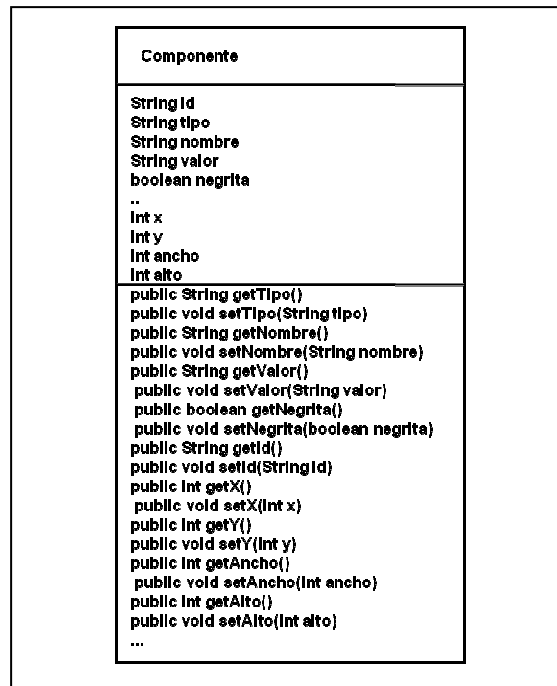 Componente
String id
String tipo
String nombre
String valor
boolean negrita
..
int x
int y
int ancho
int alto
public String getTipo()
public void setTipo(String tipo)
public String getNombre()
public void setNombre(String nombre)
public String getValor()
public void setValor(String valor)
public boolean getNegrita()
public void setNegrita(boolean negrita)
public String getId()
public void setId(String id)
public int getX()
public void setX(int x)
public int getY()
public void setY(int y)
public int getAncho()
public void setAncho(int ancho)
public int getAlto()
public void setAlto(int alto)
...